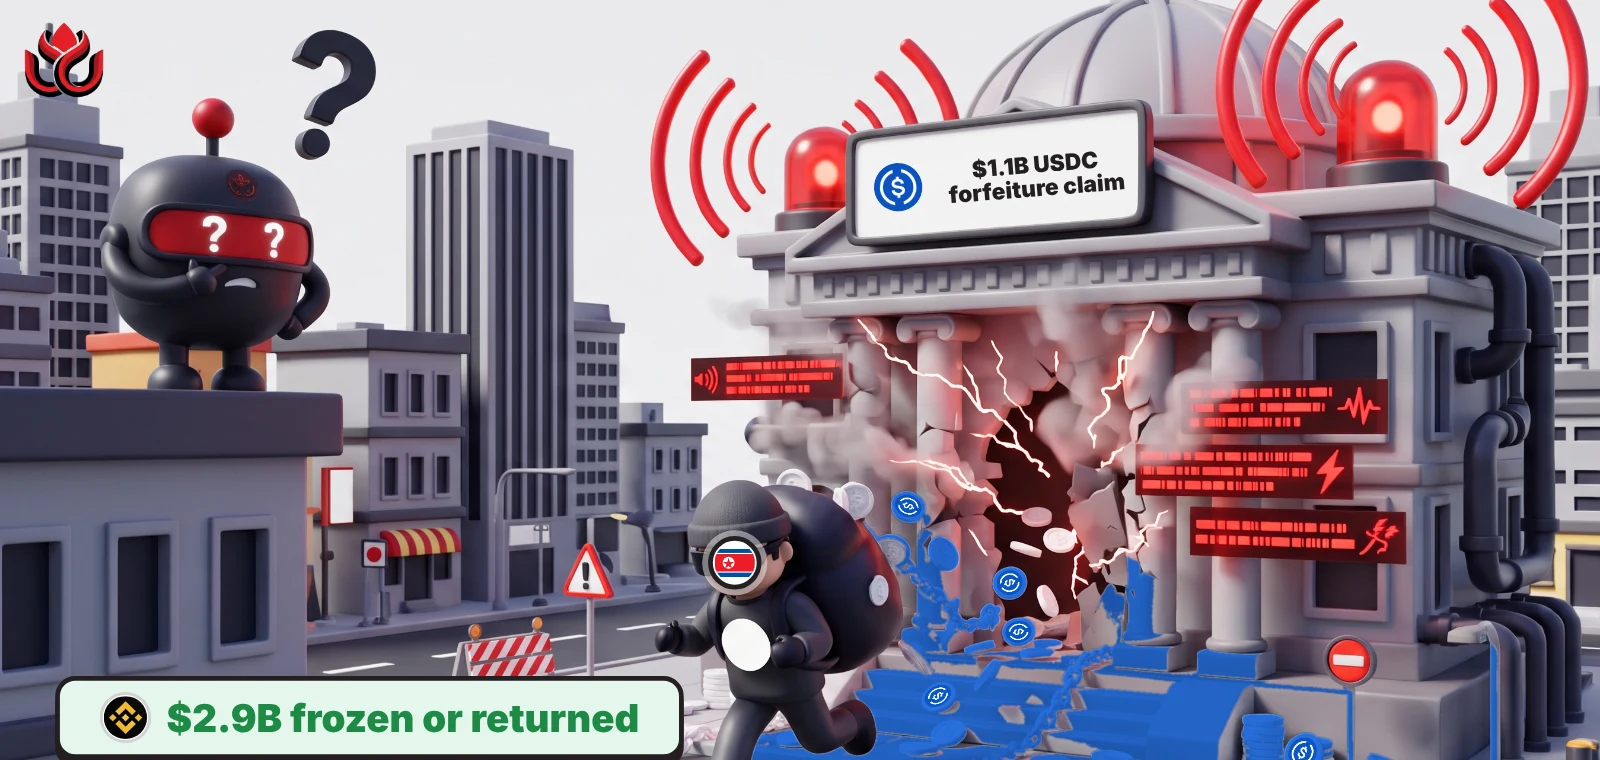 ?
? ?
$1.1B USDC
forfeiture claim
$2.9B frozen or returned